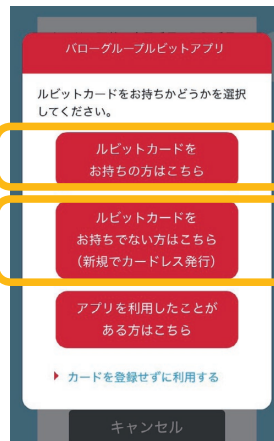 バローグループルビットアプリ
ルビットカードをお持ちかどうかを選択
してください。
ルビットカードを
お持ちの方はこちら
ルビットカードを
お持ちでない方はこちら
(新規でカードレス発行)
アプリを利用したことが
ある方はこちら
カードを登録せずに利用する
キャンセル